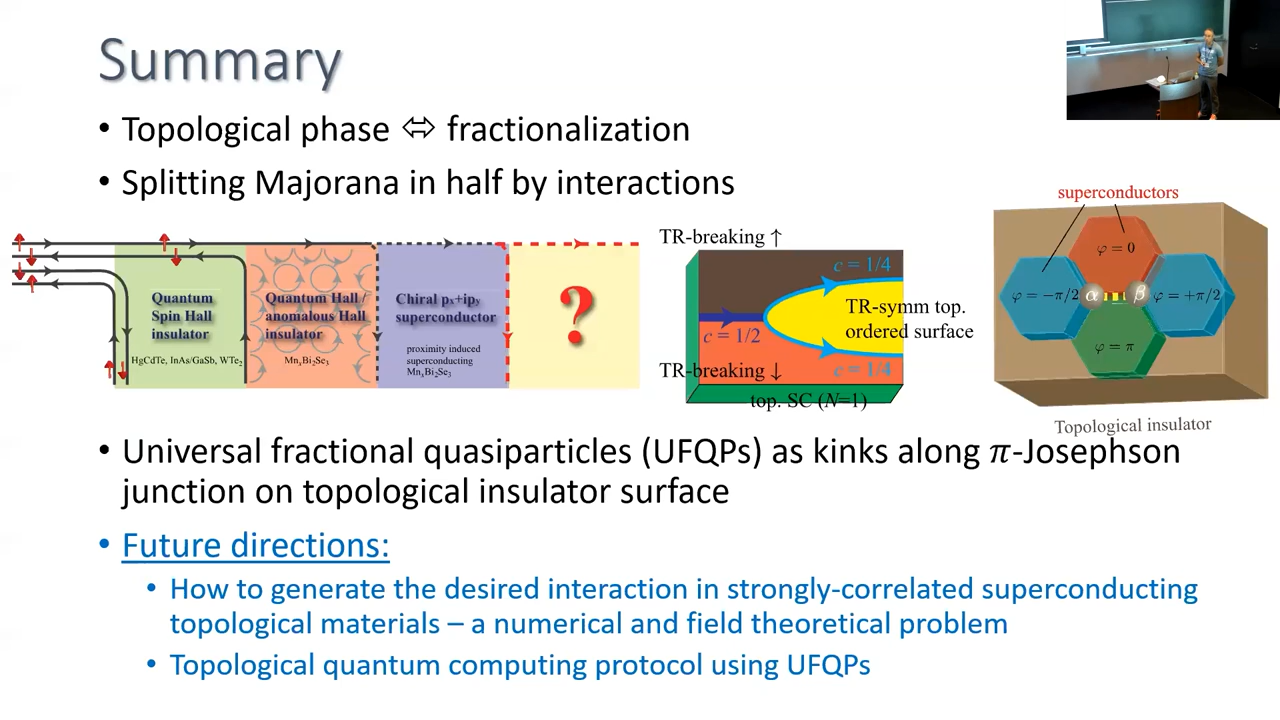 Summary
• Topological phase ⇔ fractionalization
• Splitting Majorana in half by interactions
Quantum
Spin Hall
insulator
HgCdTe, InAs/GaSb, WTe₂
Quantum Hall /
anomalous Hall
insulator
MnₓBi₂Se₃
Chiral pₓ+ipᵧ
superconductor
proximity induced
superconducting
MnₓBi₂Se₃
?
TR-breaking ↑
c = 1/4
TR-symm top.
ordered surface
c = 1/2
TR-breaking ↓
c = 1/4
top. SC (N=1)
superconductors
φ = 0
φ = −π/2
α
β
φ = +π/2
φ = π
Topological insulator
• Universal fractional quasiparticles (UFQPs) as kinks along π-Josephson
junction on topological insulator surface
• Future directions:
• How to generate the desired interaction in strongly-correlated superconducting
topological materials – a numerical and field theoretical problem
• Topological quantum computing protocol using UFQPs